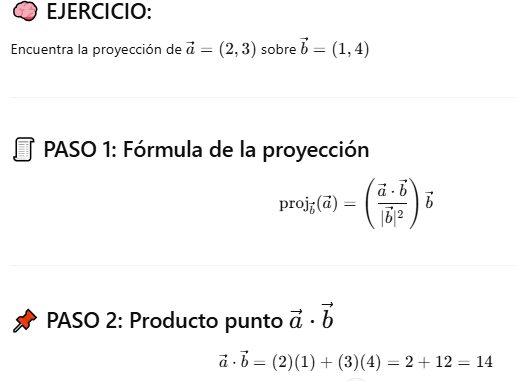 🧠 EJERCICIO:
Encuentra la proyección de $\vec{a} = (2, 3)$ sobre $\vec{b} = (1, 4)$
🧾 PASO 1: Fórmula de la proyección
$\text{proj}_{\vec{b}}(\vec{a}) = \left( \frac{\vec{a} \cdot \vec{b}}{|\vec{b}|^2} \right) \vec{b}$
📌 PASO 2: Producto punto $\vec{a} \cdot \vec{b}$
$\vec{a} \cdot \vec{b} = (2)(1) + (3)(4) = 2 + 12 = 14$